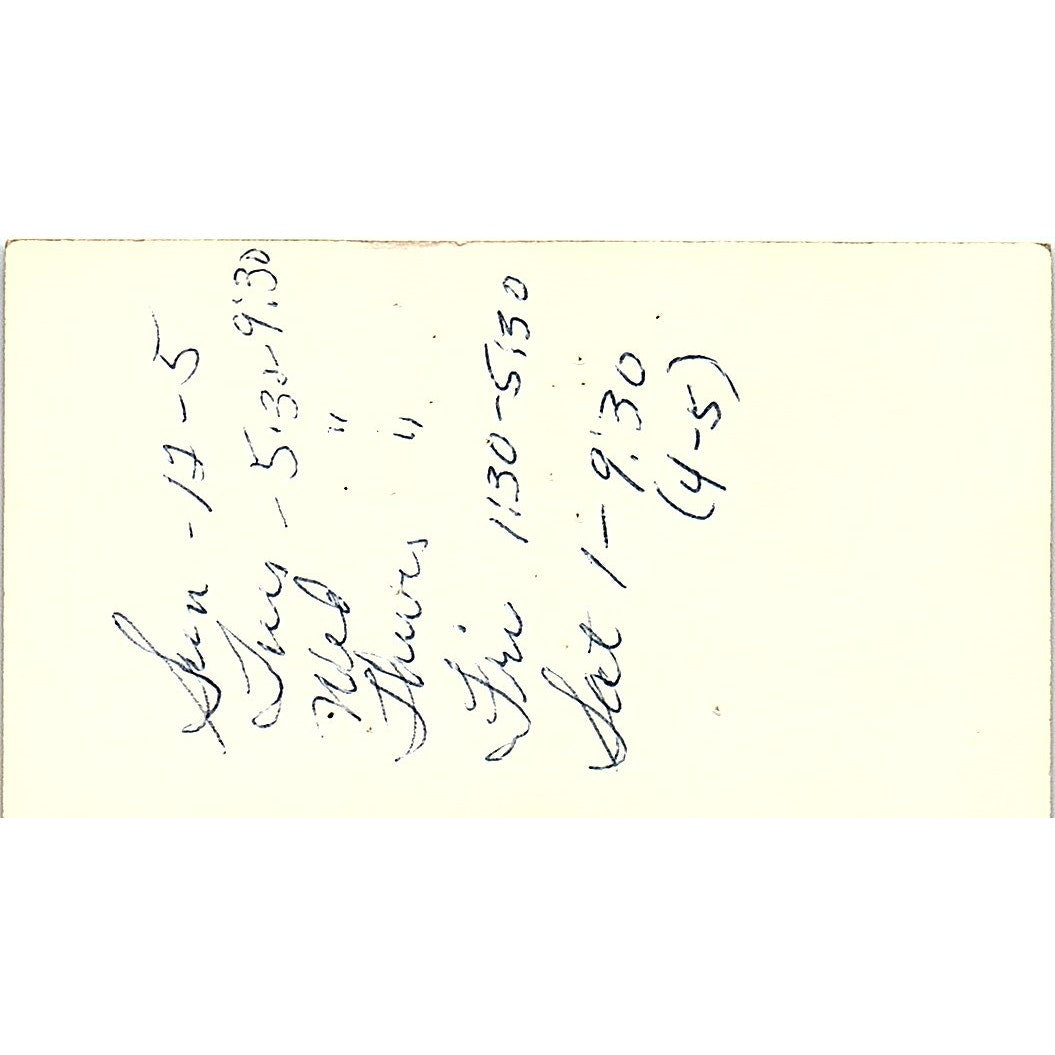 Sun - 12 - 5
Tues - 5:30 - 9:30
Wed "
Thurs "
Fri 1:30 - 5:30
Sat 1 - 9:30
(4-5)